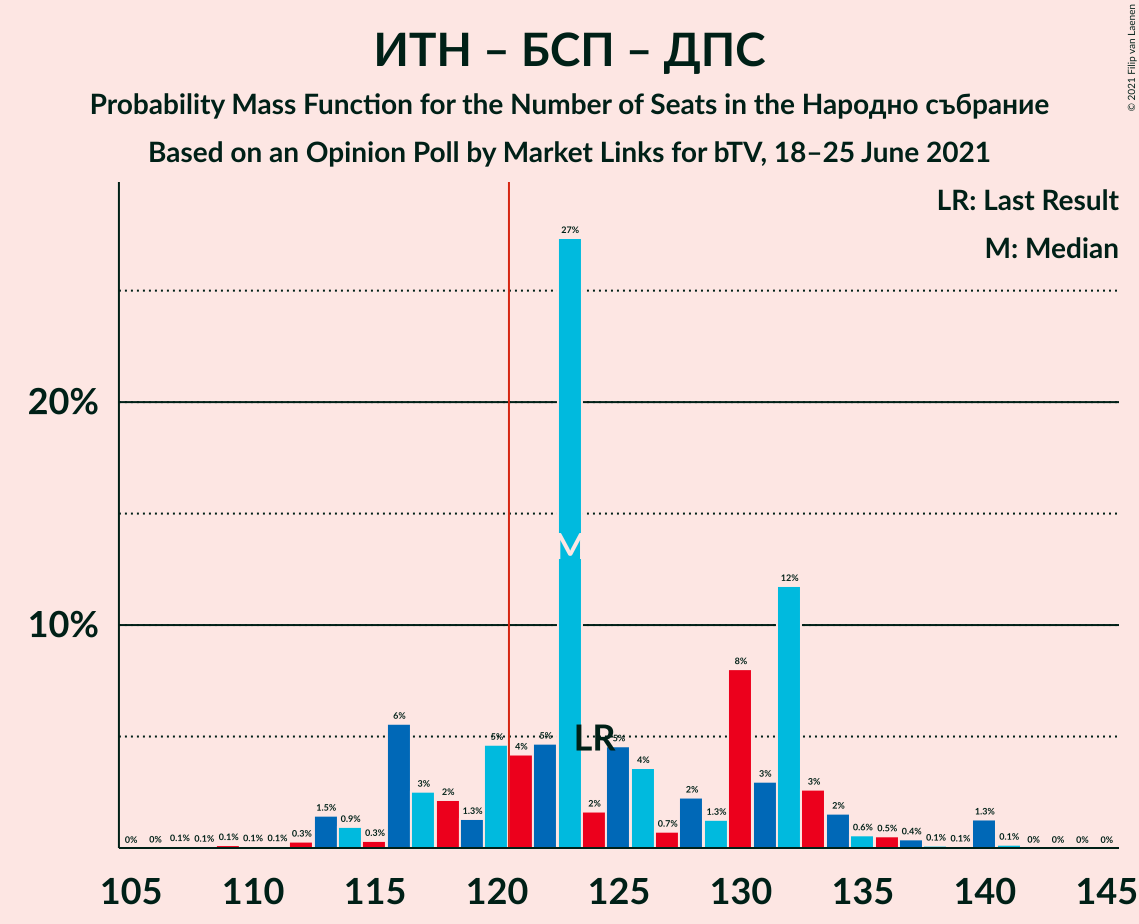 ИТН – БСП – ДПС
Probability Mass Function for the Number of Seats in the Народно събрание
Based on an Opinion Poll by Market Links for bTV, 18–25 June 2021
© 2021 Filip van Laenen
LR: Last Result
M: Median
20%
10%
0% 0% 0.1% 0.1% 0.1% 0.1% 0.1% 0.3% 1.5% 0.9% 0.3% 6% 3% 2% 1.3% 5% 4% 5% 27% 2% 5% 4% 0.7% 2% 1.3% 8% 3% 12% 3% 2% 0.6% 0.5% 0.4% 0.1% 0.1% 1.3% 0.1% 0% 0% 0% 0%
M
LR
105 110 115 120 125 130 135 140 145